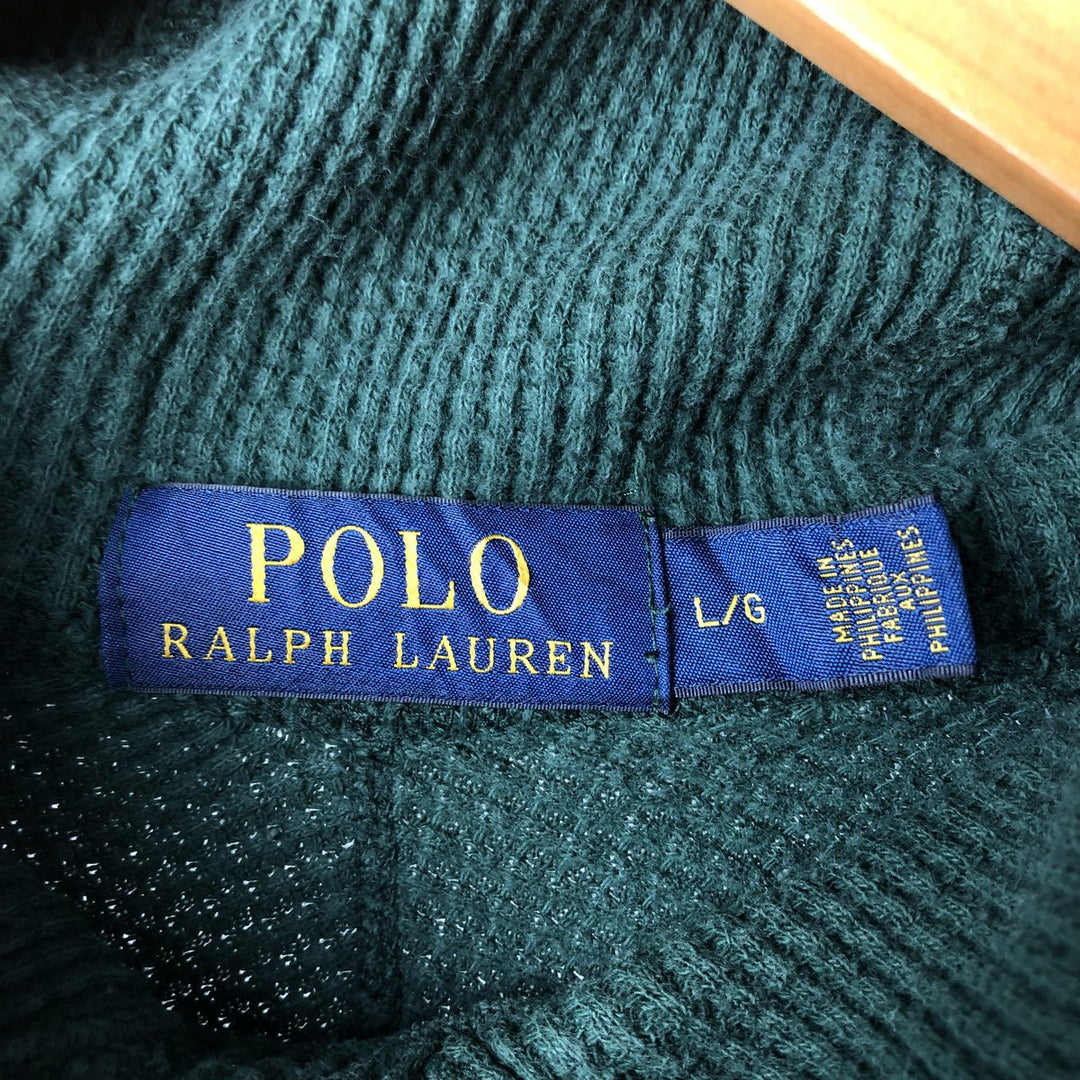 POLO
RALPH LAUREN
L/G
MADE IN
PHILIPPINES
FABRIQUE
AUX
PHILIPPINES